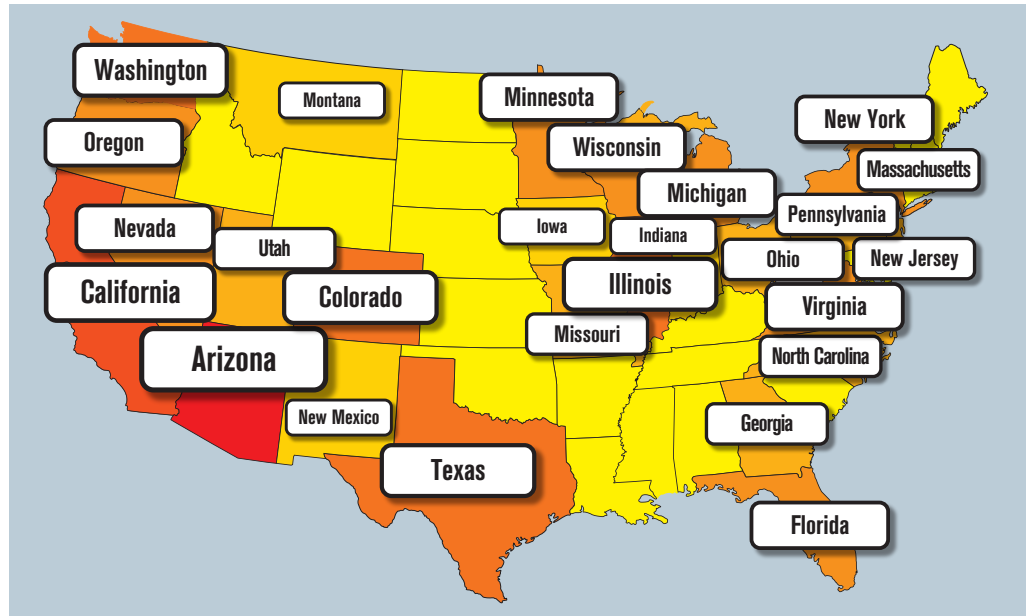 Washington
Montana
Minnesota
New York
Oregon
Wisconsin
Massachusetts
Michigan
Nevada
Pennsylvania
Iowa
Indiana
Utah
Ohio
New Jersey
California
Colorado
Illinois
Virginia
Missouri
Arizona
North Carolina
New Mexico
Georgia
Texas
Florida